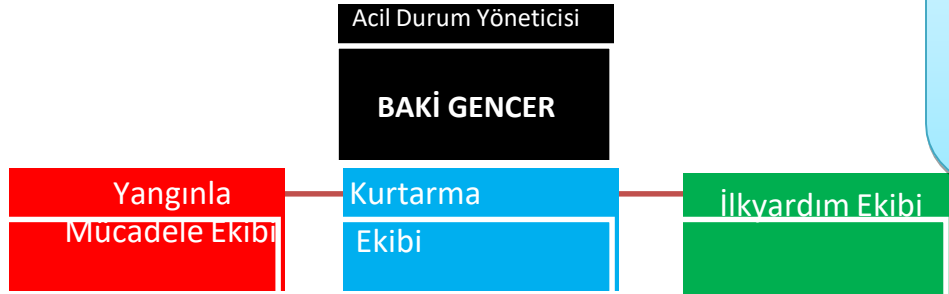 Acil Durum Yöneticisi
BAKİ GENCER
Yangınla
Mücadele Ekibi
Kurtarma
Ekibi
İlkyardım Ekibi